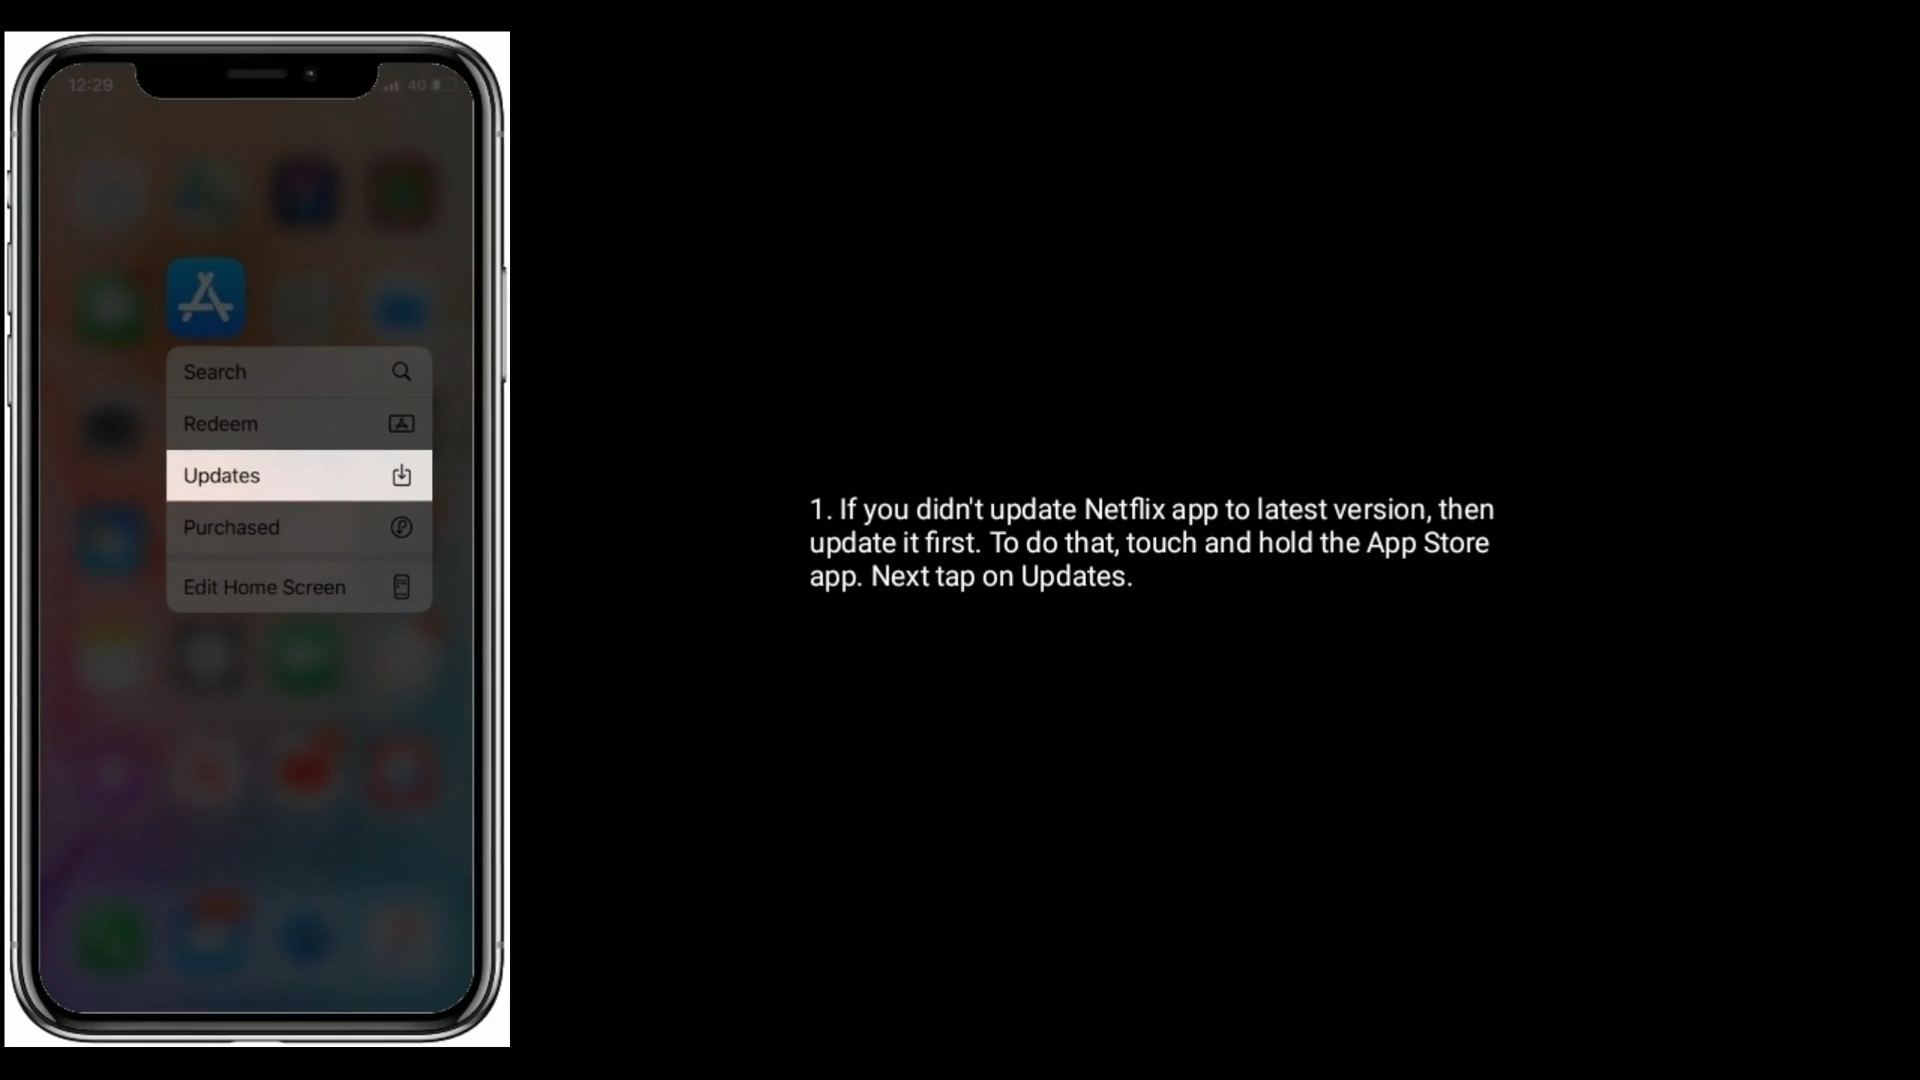 12:29
4G
Search
Redeem
Updates
Purchased
Edit Home Screen
1. If you didn't update Netflix app to latest version, then
update it first. To do that, touch and hold the App Store
app. Next tap on Updates.